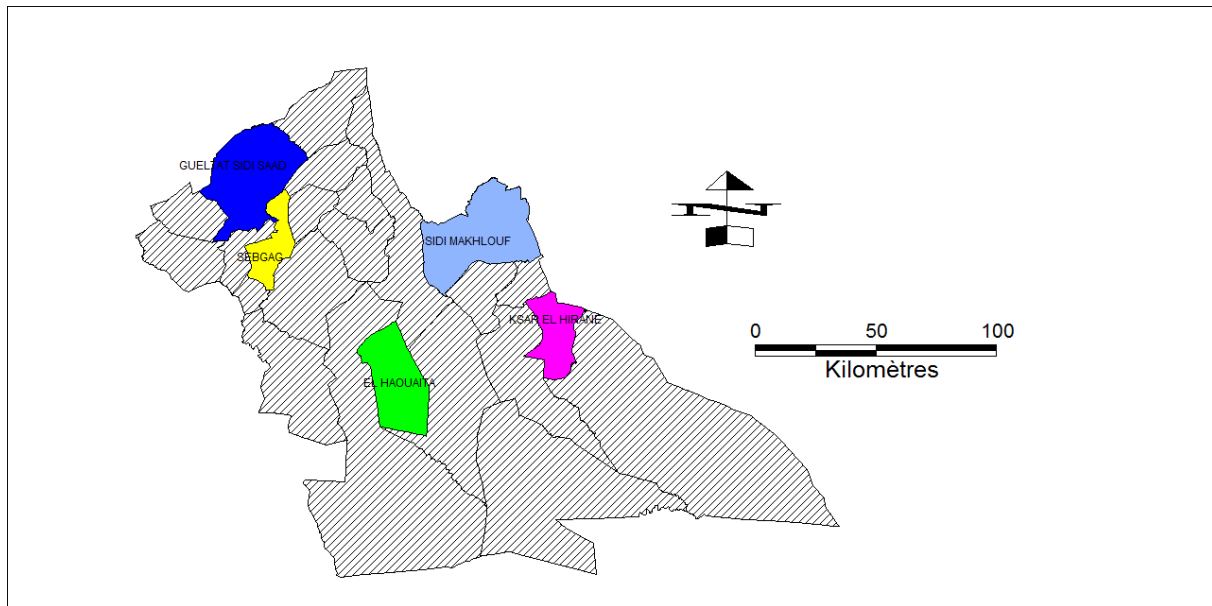 GUELTAT SIDI SAAD
SIDI MAKHLOUF
SEBGAG
KSAR EL HIRANE
0 50 100
Kilomètres
EL HAOUAITA